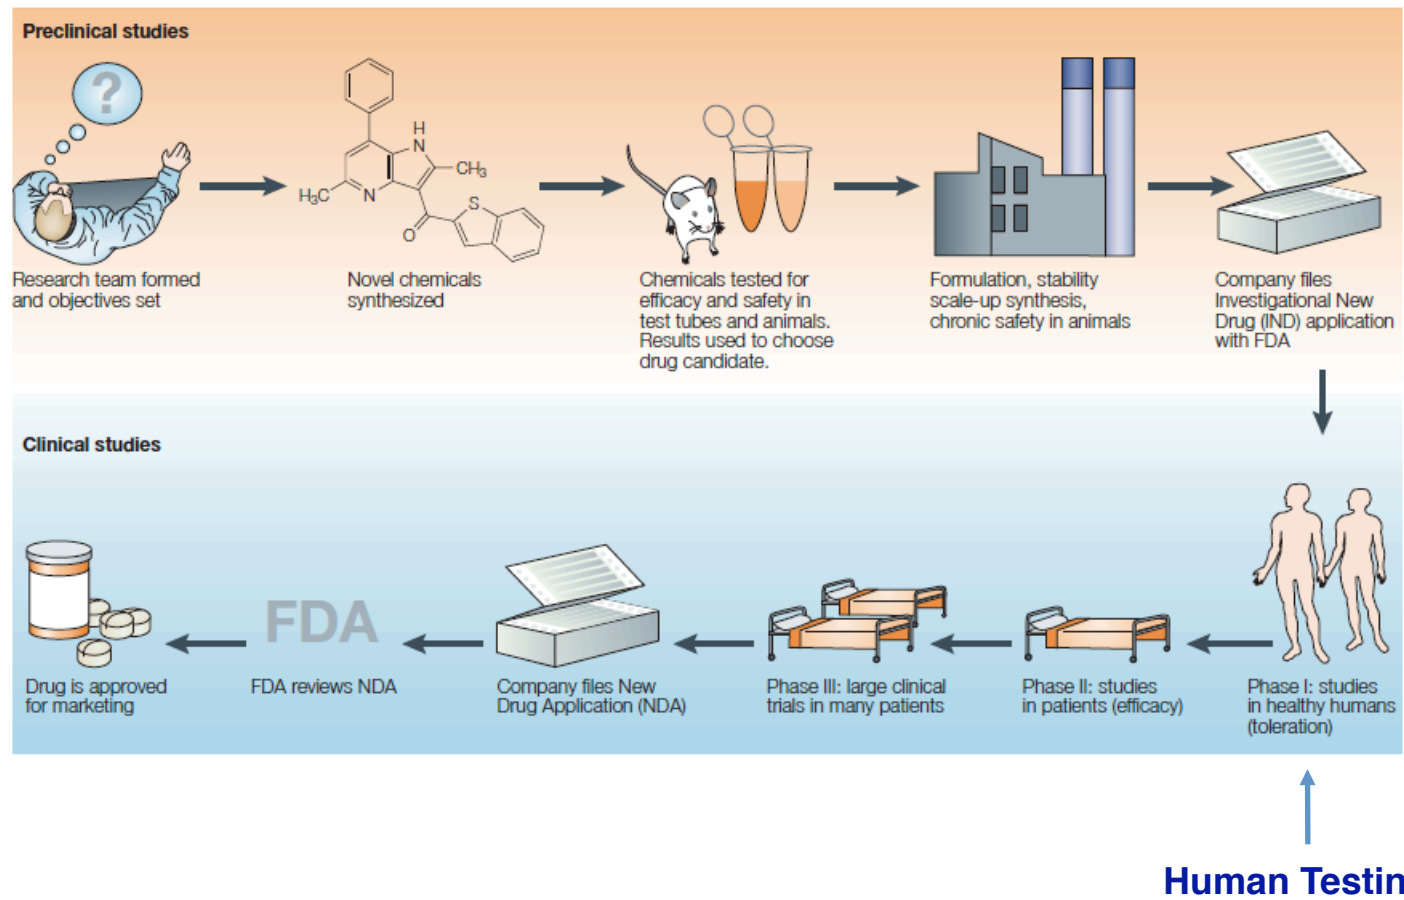 Preclinical studies
?
H
N
CH₃
H₃C
N
S
O
Research team formed
and objectives set
Novel chemicals
synthesized
Chemicals tested for
efficacy and safety in
test tubes and animals.
Results used to choose
drug candidate.
Formulation, stability
scale-up synthesis,
chronic safety in animals
Company files
Investigational New
Drug (IND) application
with FDA
Clinical studies
FDA
Drug is approved
for marketing
FDA reviews NDA
Company files New
Drug Application (NDA)
Phase III: large clinical
trials in many patients
Phase II: studies
in patients (efficacy)
Phase I: studies
in healthy humans
(toleration)
Human Testin